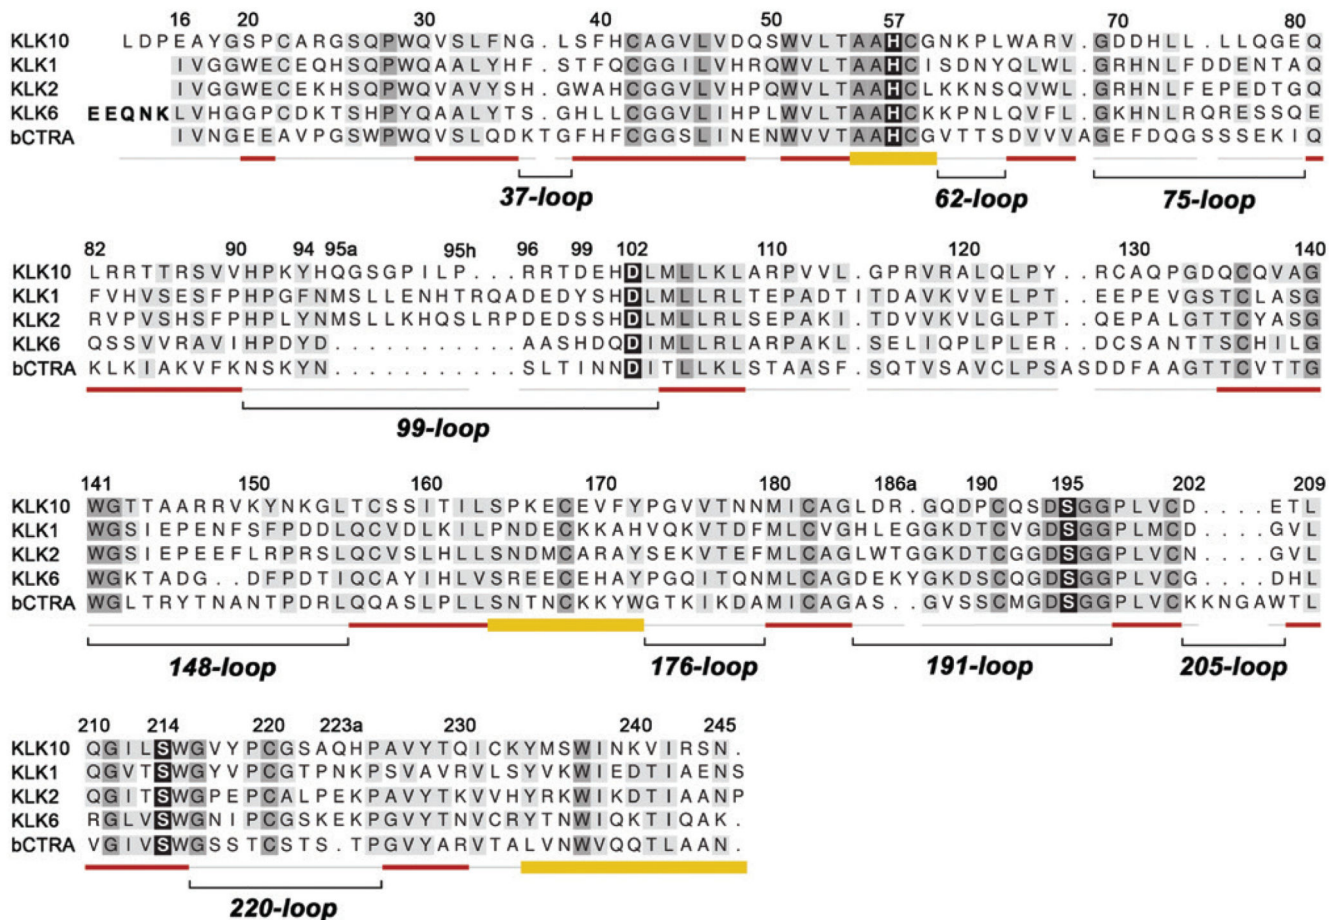 16 20 30 40 50 57 70 80
KLK10 LDPEAYGSPCARGSQPWQVSLFNG.LSFHCAGVLVDQSWVLTAAHCGNKPLWARV.GDDHLL.LLQGEQ
KLK1 IVGGWECEQHSQPWQAALYHF.STFQCGGILVHRQWVLTAAHCISDNYQLWL.GRHNLFDDENTAQ
KLK2 IVGGWECEKHSQPWQVAVYSH.GWAHCGGVLVHPQWVLTAAHCLKKNSQVWL.GRHNLFEPEDTGQ
KLK6 EEQNKLVHGGPCDKTSHPYQAALYTS.GHLLCGGVLIHPLWVLTAAHCKKPNLQVFL.GKHNLRQRESSQE
bCTRA IVNGEEAVPGSWPWQVSLQDKTGFHFCGGSLINENWVVTAAHCGVTTSDVVVAGEFDQGSSSEKIQ
37-loop 62-loop 75-loop
82 90 94 95a 95h 96 99 102 110 120 130 140
KLK10 LRRTTRSVVHPKYHQGSGPILP...RRTDEHDLMLLKLARPVVL.GPRVRALQLPY..RCAQPGDQCQVAG
KLK1 FVHVSESFPHPGFNMSLLENHTRQADEDYSHDLMLLRLTEPADTITDAVKVVELPT..EEPEVGSTCLASG
KLK2 RVPVSHSFPHPLYNMSLLKHQSLRPDEDSSHDLMLLRLSEPAKI.TDVVKVLGLPT..QEPALGTTCYASG
KLK6 QSSVVRAVIHPDYD...........AASHDQDIMLLRLARPAKL.SELIQPLPLER..DCSANTTSCHILG
bCTRA KLKIAKVFKNSKYN...........SLTINNDITLLKLSTAASF.SQTVSAVCLPSASDDFAAGTTCVTTG
99-loop
141 150 160 170 180 186a 190 195 202 209
KLK10 WGTTAARRVKYNKGLTCSSITILSPKECEVFYPGVVTNNMICAGLDR.GQDPCQSDSGGPLVCD....ETL
KLK1 WGSIEPENFSFPDDLQCVDLKILPNDECKKAHVQKVTDFMLCVGHLEGGKDTCVGDSGGPLMCD....GVL
KLK2 WGSIEPEEFLRPRSLQCVSLHLLSNDMCARAYSEKVTEFMLCAGLWTGGKDTCGGDSGGPLVCN....GVL
KLK6 WGKTADG..DFPDTIQCAYIHLVSREECEHAYPGQITQNMLCAGDEKYGKDSCQGDSGGPLVCG....DHL
bCTRA WGLTRYTNANTPDRLQQASLPLLSNTNCKKYWGTKIKDAMICAGAS..GVSSCMGDSGGPLVCKKNGAWTL
148-loop 176-loop 191-loop 205-loop
210 214 220 223a 230 240 245
KLK10 QGILSWGVYPCGSAQHPAVYTQICKYMSWINKVIRSN.
KLK1 QGVTSWGYVPCGTPNKPSVAVRVLSYVKWIEDTIAENS
KLK2 QGITSWGPEPCALPEKPAVYTKVVHYRKWIKDTIAANP
KLK6 RGLVSWGNIPCGSKEKPGVYTNVCRYTNWIQKTIQAK.
bCTRA VGIVSWGSSTCSTS.TPGVYARVTALVNWVQQTLAAN.
220-loop